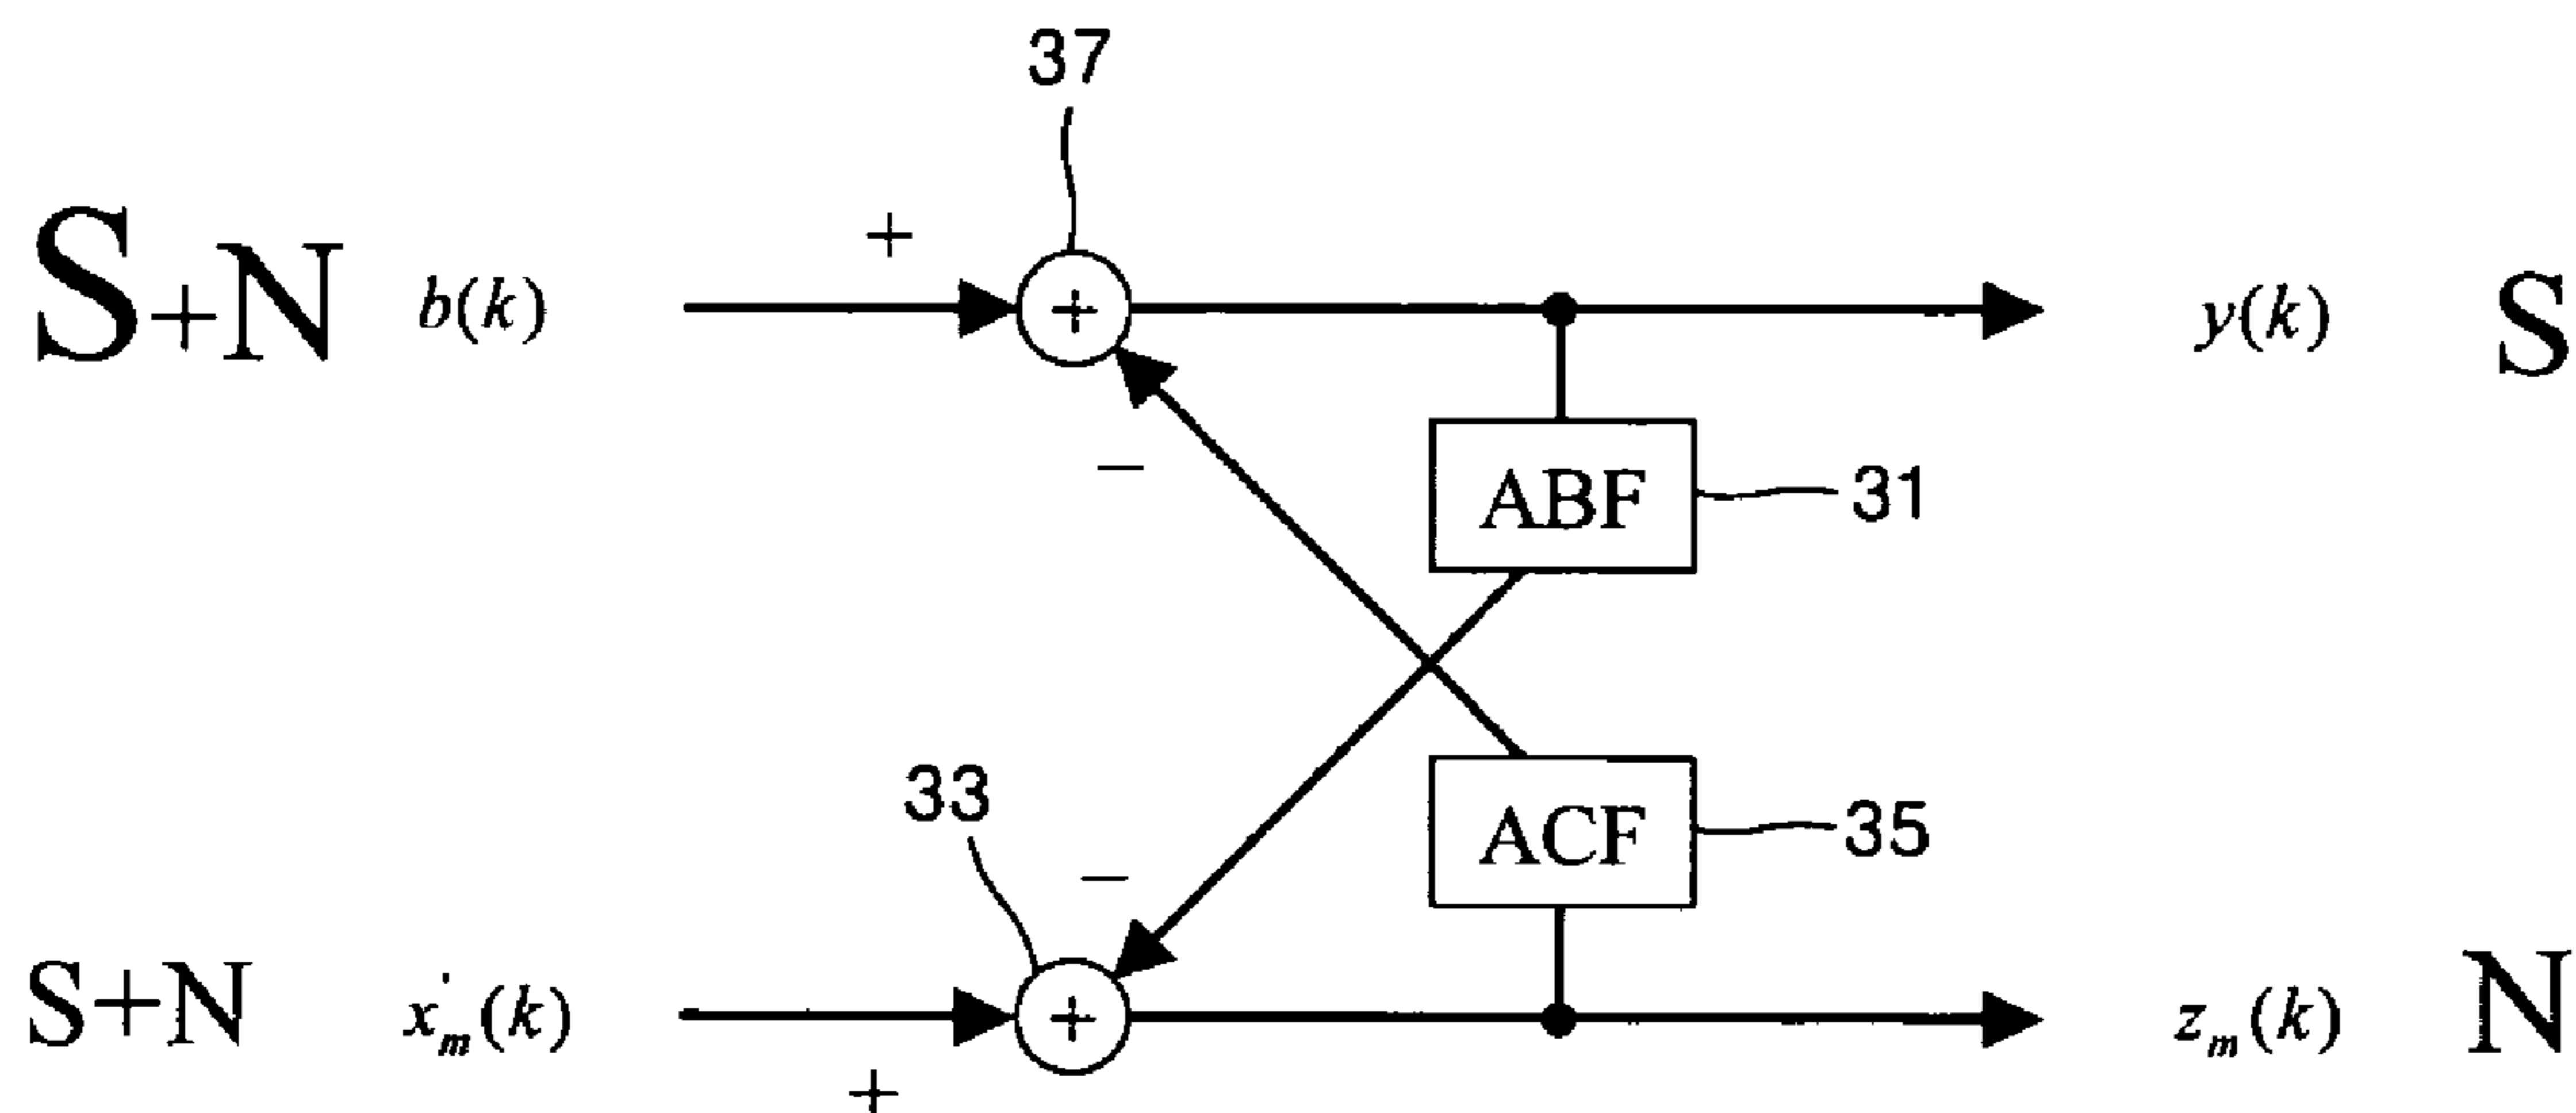 37
+
S+N b(k) + y(k) S
−
ABF 31
33 ACF 35
−
S+N x'm(k) + zm(k) N
+